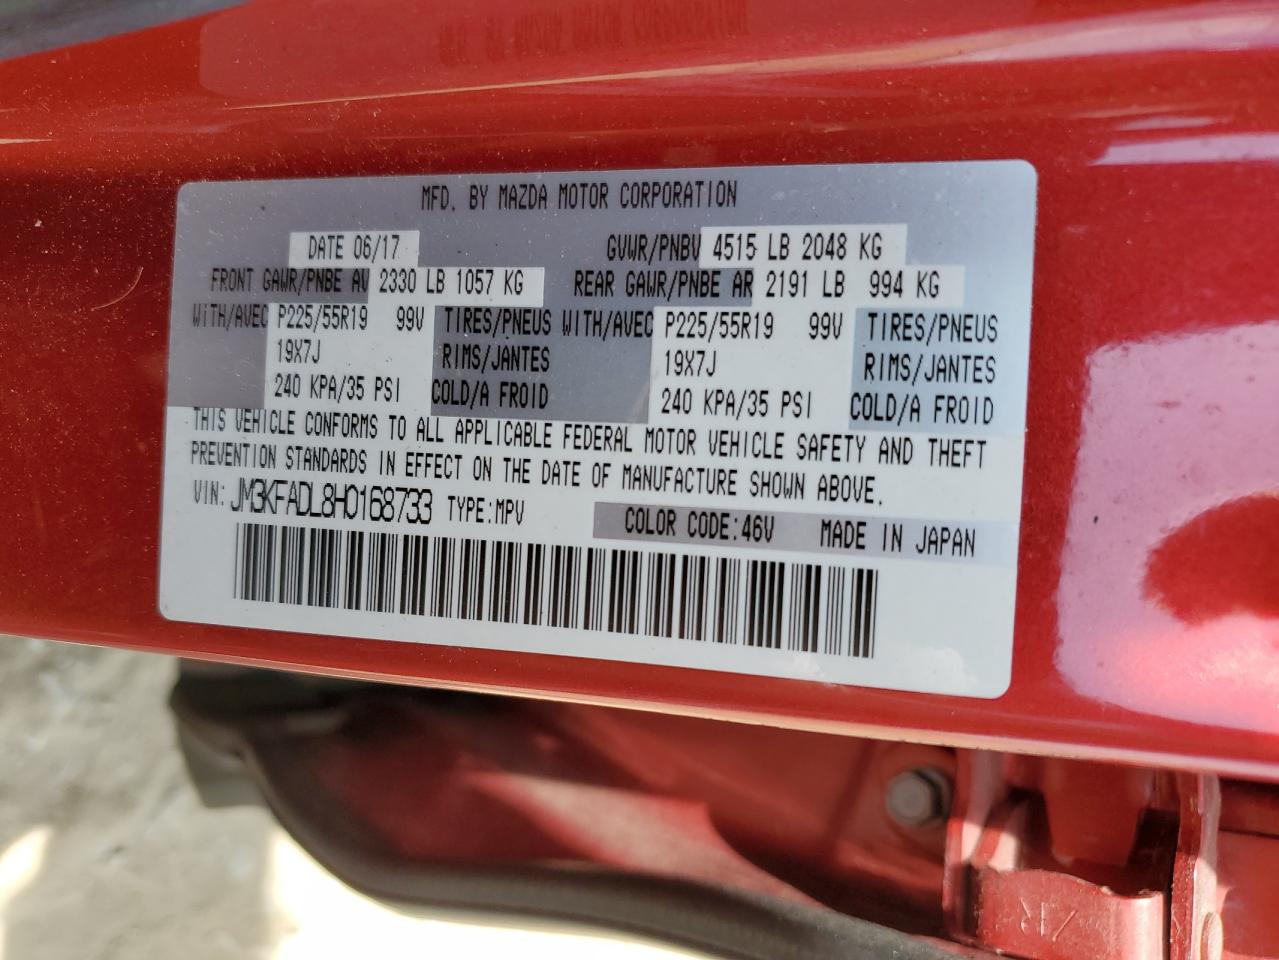 MFD. BY MAZDA MOTOR CORPORATION
DATE 06/17 GVWR/PNBV 4515 LB 2048 KG
FRONT GAWR/PNBE AV 2330 LB 1057 KG REAR GAWR/PNBE AR 2191 LB 994 KG
WITH/AVEC P225/55R19 99V TIRES/PNEUS WITH/AVEC P225/55R19 99V TIRES/PNEUS
19X7J RIMS/JANTES 19X7J RIMS/JANTES
240 KPA/35 PSI COLD/A FROID 240 KPA/35 PSI COLD/A FROID
THIS VEHICLE CONFORMS TO ALL APPLICABLE FEDERAL MOTOR VEHICLE SAFETY AND THEFT
PREVENTION STANDARDS IN EFFECT ON THE DATE OF MANUFACTURE SHOWN ABOVE.
VIN: JM3KFADL8H0168733 TYPE:MPV COLOR CODE:46V MADE IN JAPAN